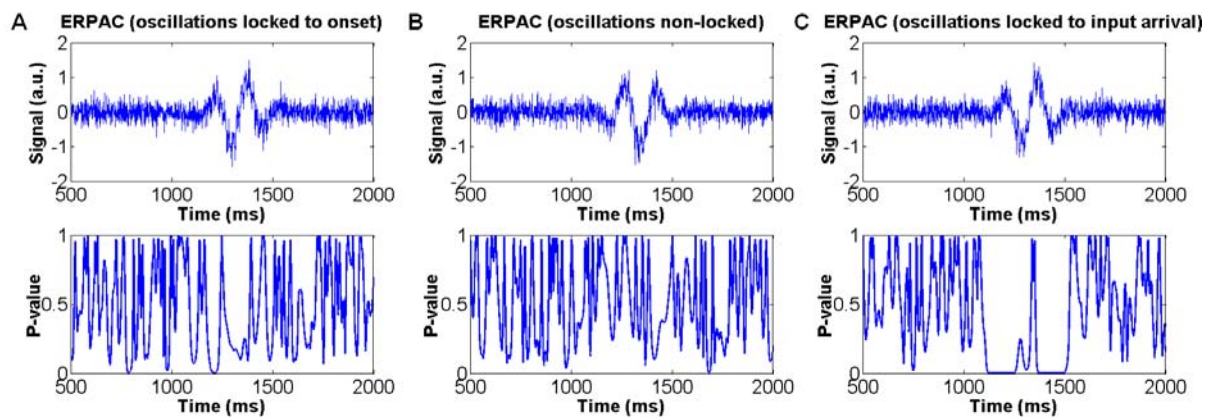 A ERPAC (oscillations locked to onset)
2
1
0
-1
-2
Signal (a.u.)
500 1000 1500 2000
Time (ms)
1
0.5
0
P-value
500 1000 1500 2000
Time (ms)
B ERPAC (oscillations non-locked)
2
1
0
-1
-2
Signal (a.u.)
500 1000 1500 2000
Time (ms)
1
0.5
0
P-value
500 1000 1500 2000
Time (ms)
C ERPAC (oscillations locked to input arrival)
2
1
0
-1
-2
Signal (a.u.)
500 1000 1500 2000
Time (ms)
1
0.5
0
P-value
500 1000 1500 2000
Time (ms)